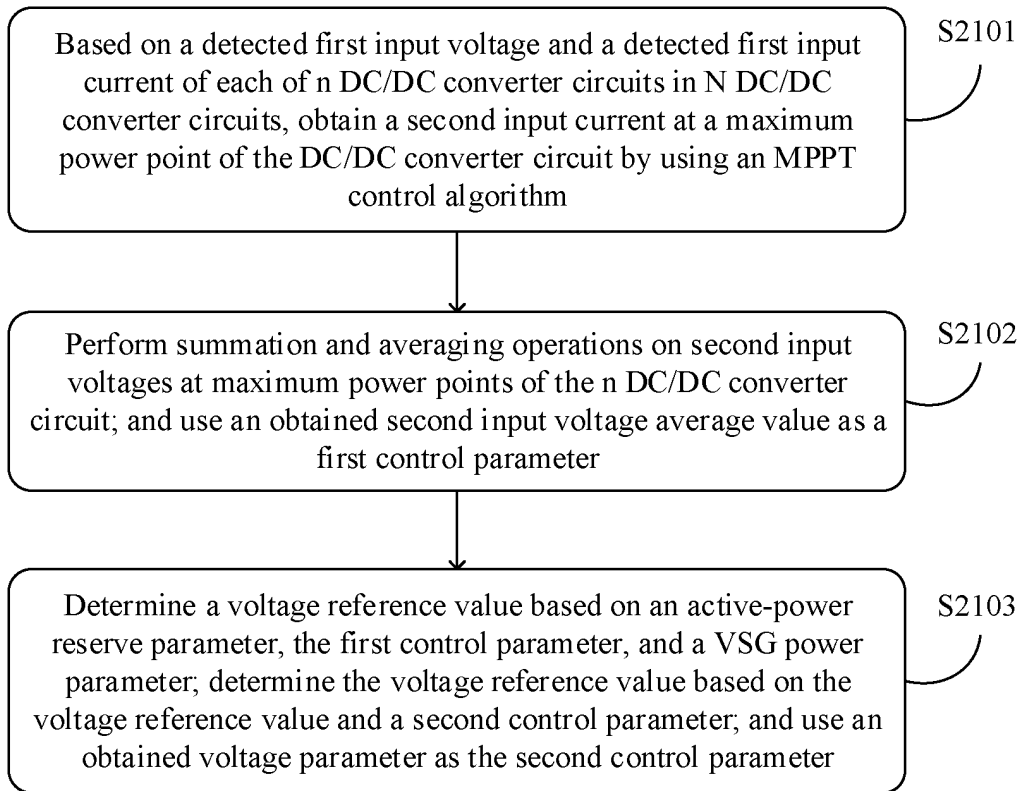 Based on a detected first input voltage and a detected first input
current of each of n DC/DC converter circuits in N DC/DC
converter circuits, obtain a second input current at a maximum
power point of the DC/DC converter circuit by using an MPPT
control algorithm
S2101
Perform summation and averaging operations on second input
voltages at maximum power points of the n DC/DC converter
circuit; and use an obtained second input voltage average value as a
first control parameter
S2102
Determine a voltage reference value based on an active-power
reserve parameter, the first control parameter, and a VSG power
parameter; determine the voltage reference value based on the
voltage reference value and a second control parameter; and use an
obtained voltage parameter as the second control parameter
S2103